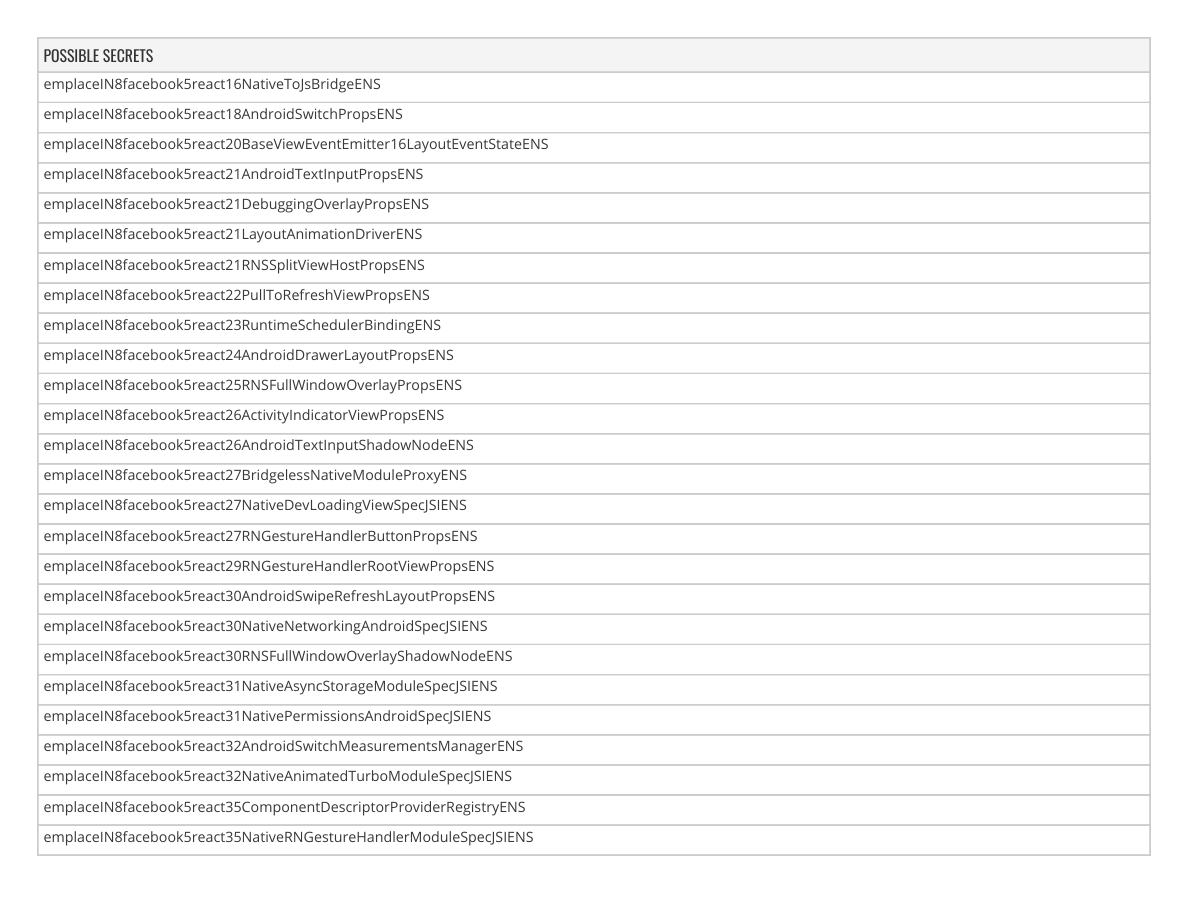 POSSIBLE SECRETS
emplaceIN8facebook5react16NativeToJsBridgeENS
emplaceIN8facebook5react18AndroidSwitchPropsENS
emplaceIN8facebook5react20BaseViewEventEmitter16LayoutEventStateENS
emplaceIN8facebook5react21AndroidTextInputPropsENS
emplaceIN8facebook5react21DebuggingOverlayPropsENS
emplaceIN8facebook5react21LayoutAnimationDriverENS
emplaceIN8facebook5react21RNSSplitViewHostPropsENS
emplaceIN8facebook5react22PullToRefreshViewPropsENS
emplaceIN8facebook5react23RuntimeSchedulerBindingENS
emplaceIN8facebook5react24AndroidDrawerLayoutPropsENS
emplaceIN8facebook5react25RNSFullWindowOverlayPropsENS
emplaceIN8facebook5react26ActivityIndicatorViewPropsENS
emplaceIN8facebook5react26AndroidTextInputShadowNodeENS
emplaceIN8facebook5react27BridgelessNativeModuleProxyENS
emplaceIN8facebook5react27NativeDevLoadingViewSpecJSIENS
emplaceIN8facebook5react27RNGestureHandlerButtonPropsENS
emplaceIN8facebook5react29RNGestureHandlerRootViewPropsENS
emplaceIN8facebook5react30AndroidSwipeRefreshLayoutPropsENS
emplaceIN8facebook5react30NativeNetworkingAndroidSpecJSIENS
emplaceIN8facebook5react30RNSFullWindowOverlayShadowNodeENS
emplaceIN8facebook5react31NativeAsyncStorageModuleSpecJSIENS
emplaceIN8facebook5react31NativePermissionsAndroidSpecJSIENS
emplaceIN8facebook5react32AndroidSwitchMeasurementsManagerENS
emplaceIN8facebook5react32NativeAnimatedTurboModuleSpecJSIENS
emplaceIN8facebook5react35ComponentDescriptorProviderRegistryENS
emplaceIN8facebook5react35NativeRNGestureHandlerModuleSpecJSIENS